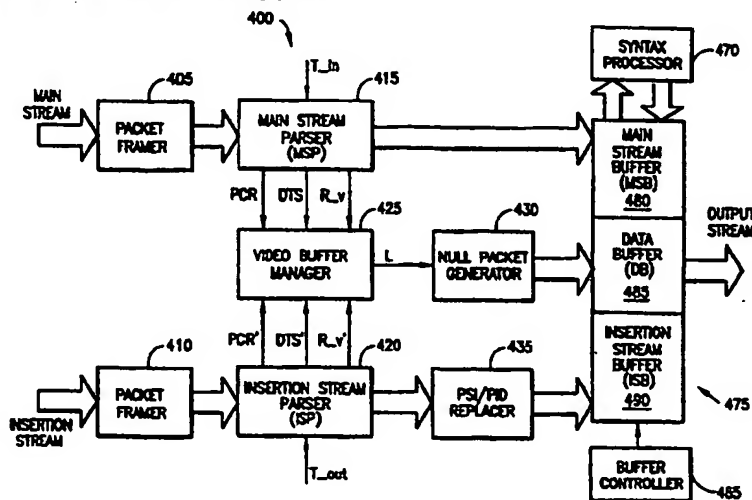 400
T_in
SYNTAX
PROCESSOR
470
405
415
MAIN
STREAM
PACKET
FRAMER
MAIN STREAM
PARSER
(MSP)
MAIN
STREAM
BUFFER
(MSB)
480
PCR
DTS
R_v
425
430
VIDEO BUFFER
MANAGER
L
NULL PACKET
GENERATOR
DATA
BUFFER
(DB)
485
OUTPUT
STREAM
PCR'
DTS'
R_v'
410
420
435
PACKET
FRAMER
INSERTION STREAM
PARSER
(ISP)
PSI/PID
REPLACER
INSERTION
STREAM
BUFFER
(ISB)
490
475
INSERTION
STREAM
T_out
BUFFER
CONTROLLER
465